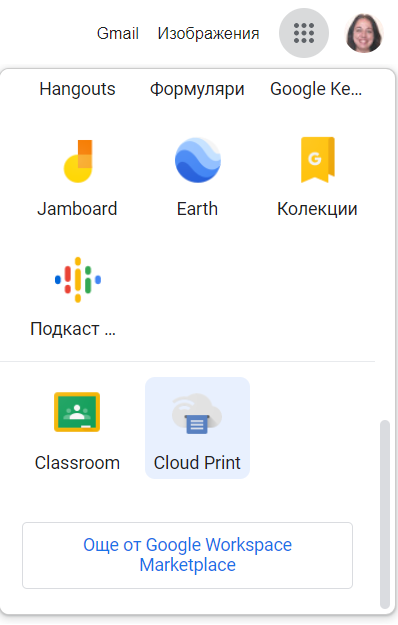 Gmail Изображения
Hangouts Формуляри Google Ke...
Jamboard Earth Колекции
G
Подкаст ...
Classroom Cloud Print
Още от Google Workspace
Marketplace